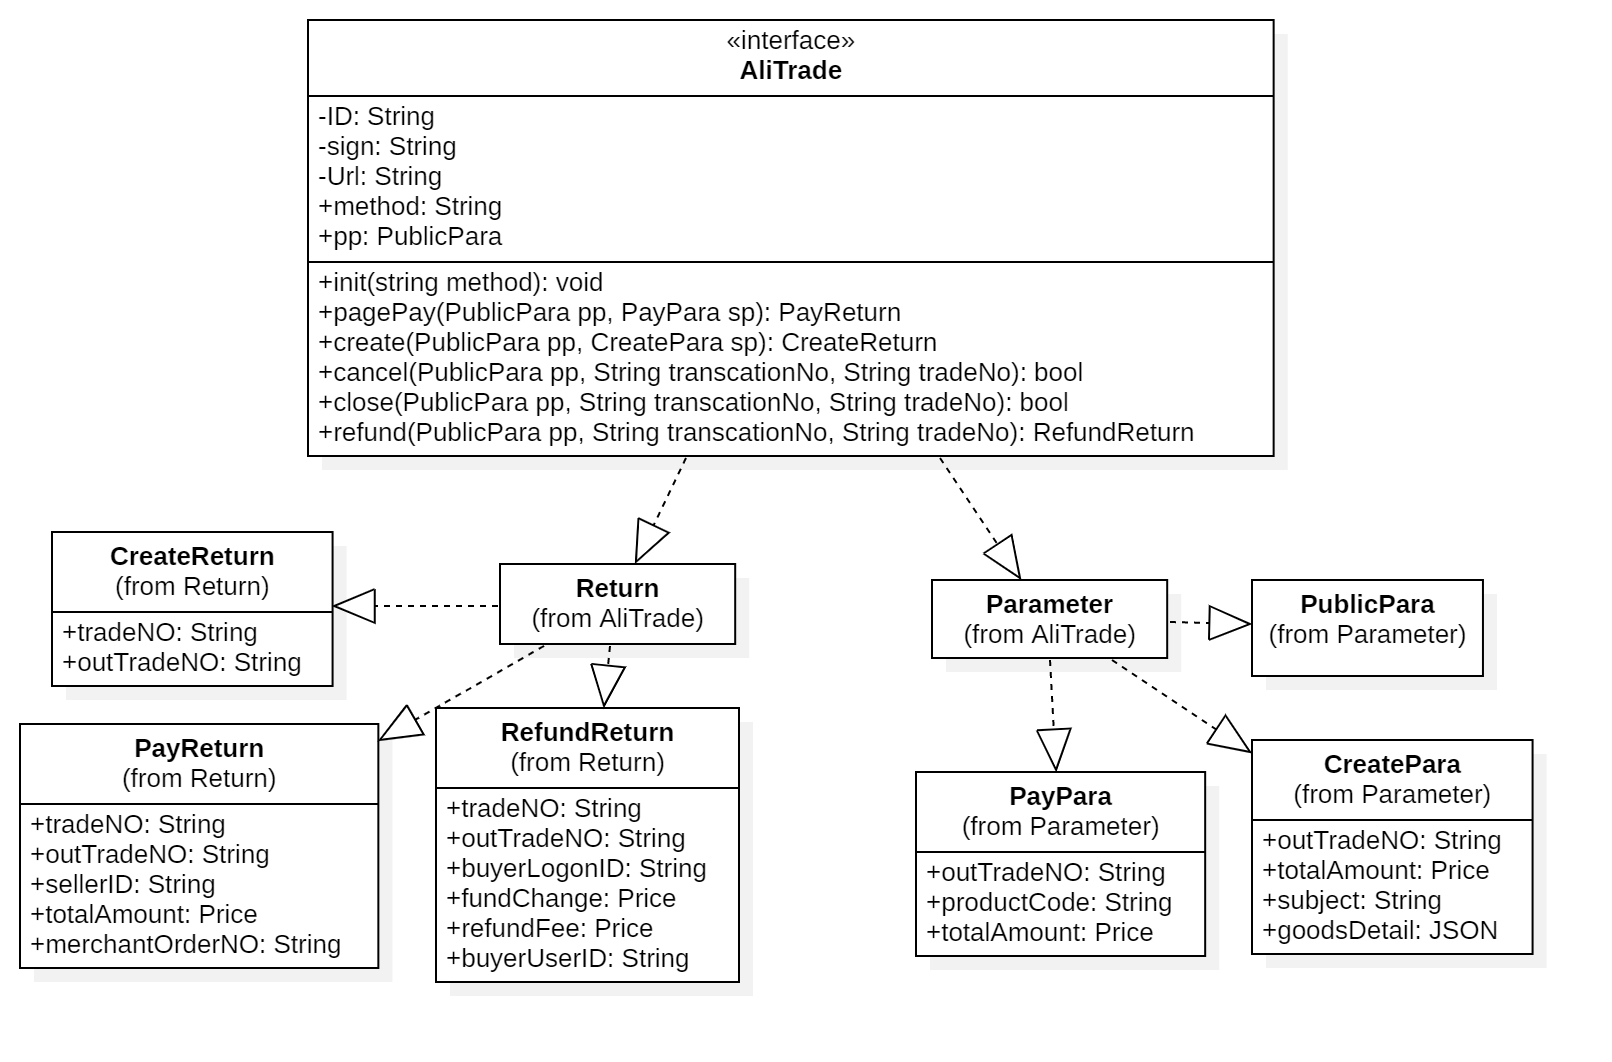 «interface»
AliTrade
-ID: String
-sign: String
-Url: String
+method: String
+pp: PublicPara
+init(string method): void
+pagePay(PublicPara pp, PayPara sp): PayReturn
+create(PublicPara pp, CreatePara sp): CreateReturn
+cancel(PublicPara pp, String transcationNo, String tradeNo): bool
+close(PublicPara pp, String transcationNo, String tradeNo): bool
+refund(PublicPara pp, String transcationNo, String tradeNo): RefundReturn
CreateReturn
(from Return)
+tradeNO: String
+outTradeNO: String
Return
(from AliTrade)
Parameter
(from AliTrade)
PublicPara
(from Parameter)
PayReturn
(from Return)
+tradeNO: String
+outTradeNO: String
+sellerID: String
+totalAmount: Price
+merchantOrderNO: String
RefundReturn
(from Return)
+tradeNO: String
+outTradeNO: String
+buyerLogonID: String
+fundChange: Price
+refundFee: Price
+buyerUserID: String
PayPara
(from Parameter)
+outTradeNO: String
+productCode: String
+totalAmount: Price
CreatePara
(from Parameter)
+outTradeNO: String
+totalAmount: Price
+subject: String
+goodsDetail: JSON